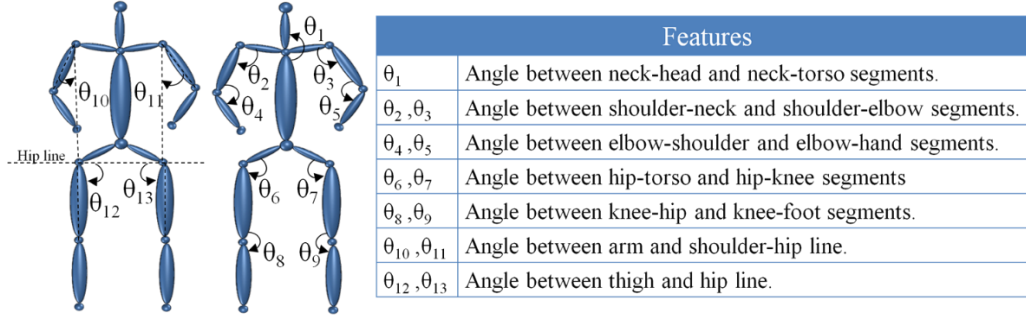 θ10
θ11
Hip line
θ12
θ13
θ1
θ2
θ3
θ4
θ5
θ6
θ7
θ8
θ9
Features
θ1 Angle between neck-head and neck-torso segments.
θ2 ,θ3 Angle between shoulder-neck and shoulder-elbow segments.
θ4 ,θ5 Angle between elbow-shoulder and elbow-hand segments.
θ6 ,θ7 Angle between hip-torso and hip-knee segments
θ8 ,θ9 Angle between knee-hip and knee-foot segments.
θ10 ,θ11 Angle between arm and shoulder-hip line.
θ12 ,θ13 Angle between thigh and hip line.